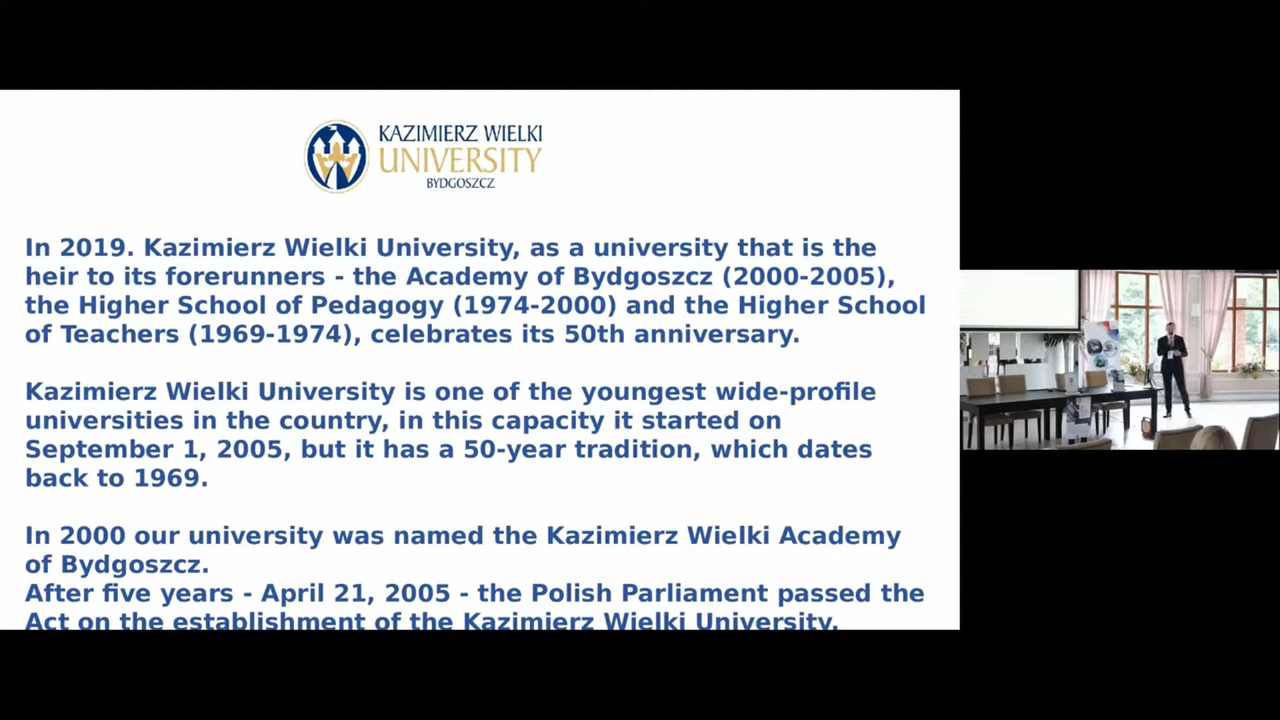 KAZIMIERZ WIELKI
UNIVERSITY
BYDGOSZCZ
In 2019. Kazimierz Wielki University, as a university that is the
heir to its forerunners - the Academy of Bydgoszcz (2000-2005),
the Higher School of Pedagogy (1974-2000) and the Higher School
of Teachers (1969-1974), celebrates its 50th anniversary.
Kazimierz Wielki University is one of the youngest wide-profile
universities in the country, in this capacity it started on
September 1, 2005, but it has a 50-year tradition, which dates
back to 1969.
In 2000 our university was named the Kazimierz Wielki Academy
of Bydgoszcz.
After five years - April 21, 2005 - the Polish Parliament passed the
Act on the establishment of the Kazimierz Wielki University.